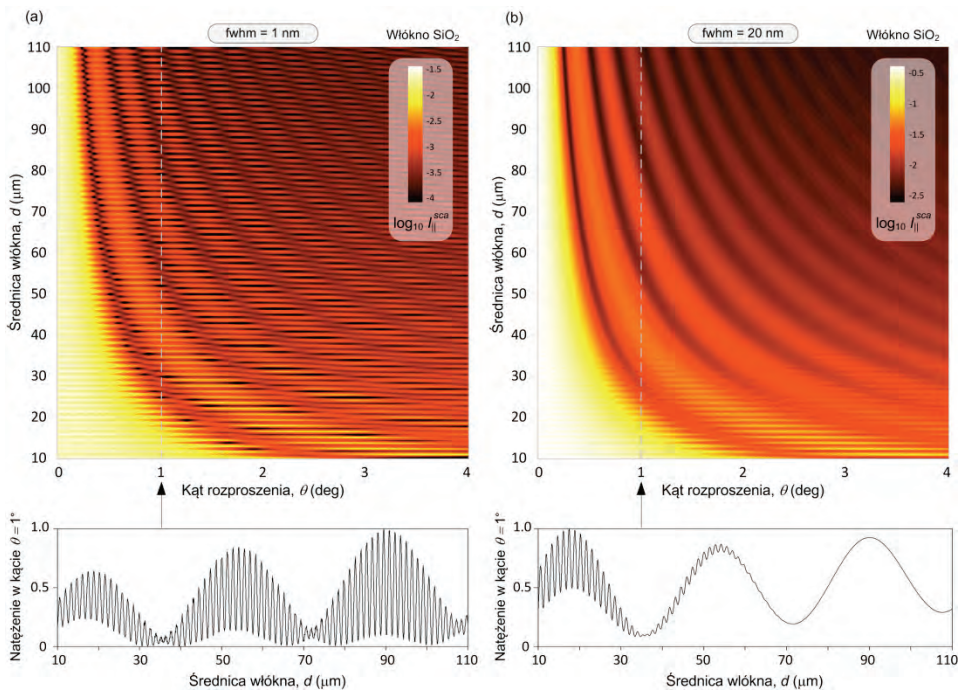 (a)
fwhm = 1 nm
Włókno SiO₂
110
100
90
80
70
60
50
40
30
20
10
Średnica włókna, d (μm)
-1.5
-2
-2.5
-3
-3.5
-4
log₁₀ I∥ˢᶜᵃ
0 1 2 3 4
Kąt rozproszenia, θ (deg)
Natężenie w kącie θ = 1°
1.0
0.5
0
10 30 50 70 90 110
Średnica włókna, d (μm)
(b)
fwhm = 20 nm
Włókno SiO₂
110
100
90
80
70
60
50
40
30
20
10
Średnica włókna, d (μm)
-0.5
-1
-1.5
-2
-2.5
log₁₀ I∥ˢᶜᵃ
0 1 2 3 4
Kąt rozproszenia, θ (deg)
Natężenie w kącie θ = 1°
1.0
0.5
0
10 30 50 70 90 110
Średnica włókna, d (μm)